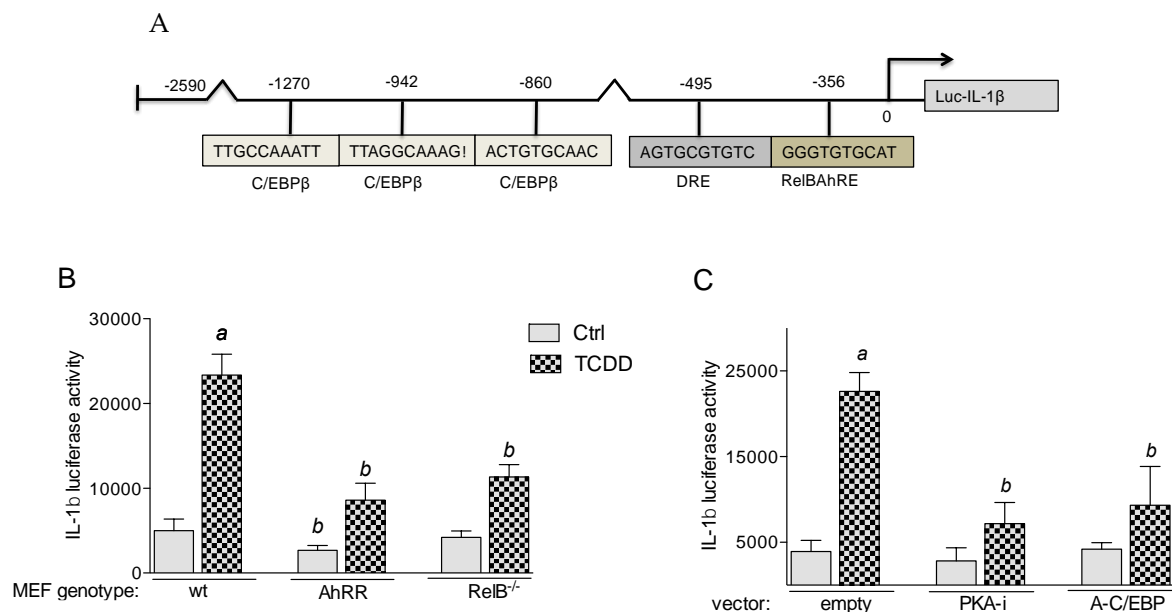 A
-2590 -1270 -942 -860 -495 -356
0
Luc-IL-1β
TTGCCAAATT TTAGGCAAAG! ACTGTGCAAC AGTGCGTGTC GGGTGTGCAT
C/EBPβ C/EBPβ C/EBPβ DRE RelBAhRE
B
IL-1b luciferase activity
30000
20000
10000
0
a
b
b
b
Ctrl
TCDD
MEF genotype: wt AhRR RelB-/-
C
IL-1b luciferase activity
25000
15000
5000
a
b
b
vector: empty PKA-i A-C/EBP